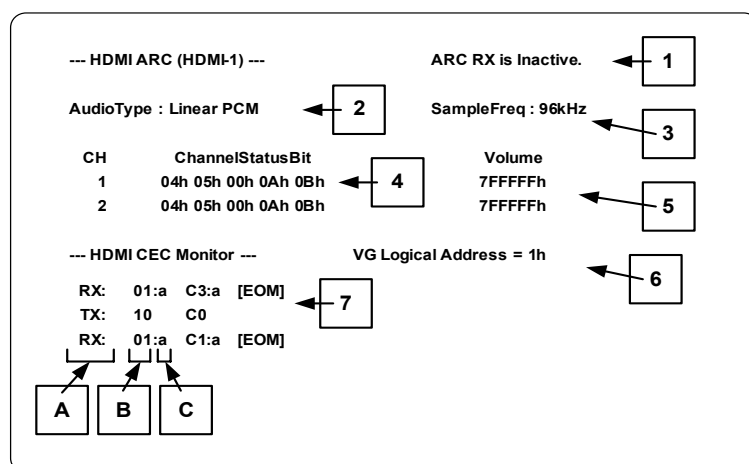 --- HDMI ARC (HDMI-1) --- ARC RX is Inactive. 1
AudioType : Linear PCM 2 SampleFreq : 96kHz
3
CH ChannelStatusBit Volume
1 04h 05h 00h 0Ah 0Bh 4 7FFFFFh
2 04h 05h 00h 0Ah 0Bh 7FFFFFh 5
--- HDMI CEC Monitor --- VG Logical Address = 1h
6
RX: 01:a C3:a [EOM] 7
TX: 10 C0
RX: 01:a C1:a [EOM]
A B C